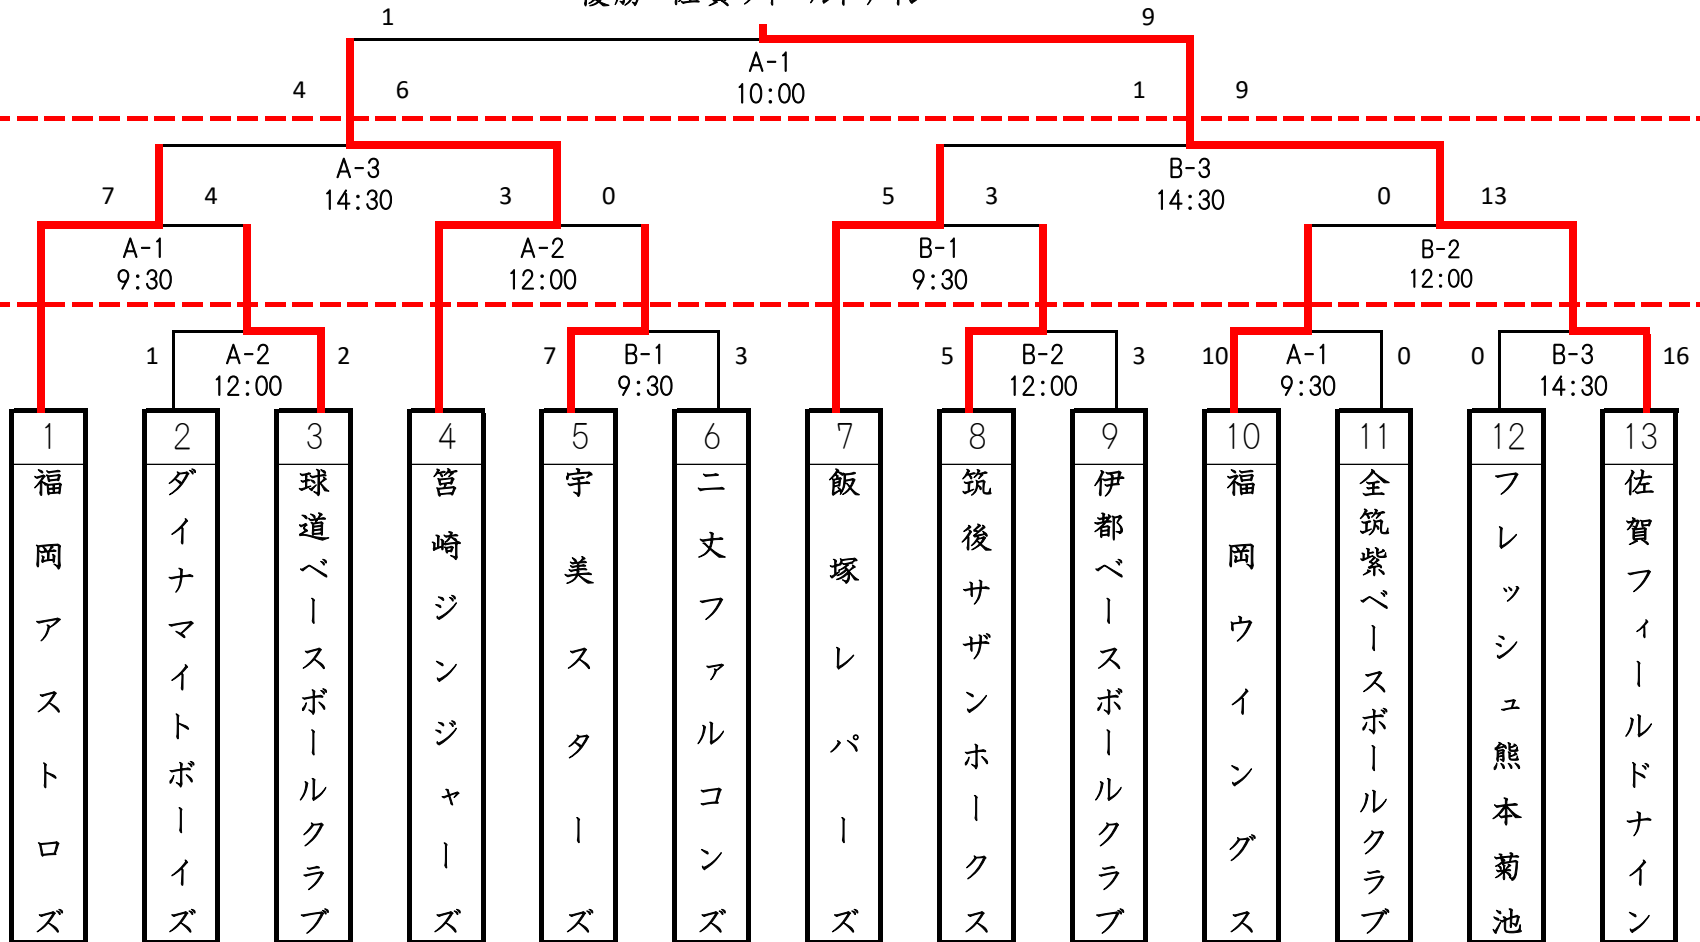 1 9
A-1
10:00
4 6 1 9
A-3
14:30
B-3
14:30
7 4 3 0 5 3 0 13
A-1
9:30
A-2
12:00
B-1
9:30
B-2
12:00
1 A-2 2 7 B-1 3 5 B-2 3 10 A-1 0 0 B-3 16
12:00 9:30 12:00 9:30 14:30
1
福岡アストロズ
2
ダイナマイトボーイズ
3
球道ベースボールクラブ
4
筥崎ジンジャーズ
5
宇美スターズ
6
二丈ファルコンズ
7
飯塚レパーズ
8
筑後サザンホークス
9
伊都ベースボールクラブ
10
福岡ウイングス
11
全筑紫ベースボールクラブ
12
フレッシュ熊本菊池
13
佐賀フィールドナイン